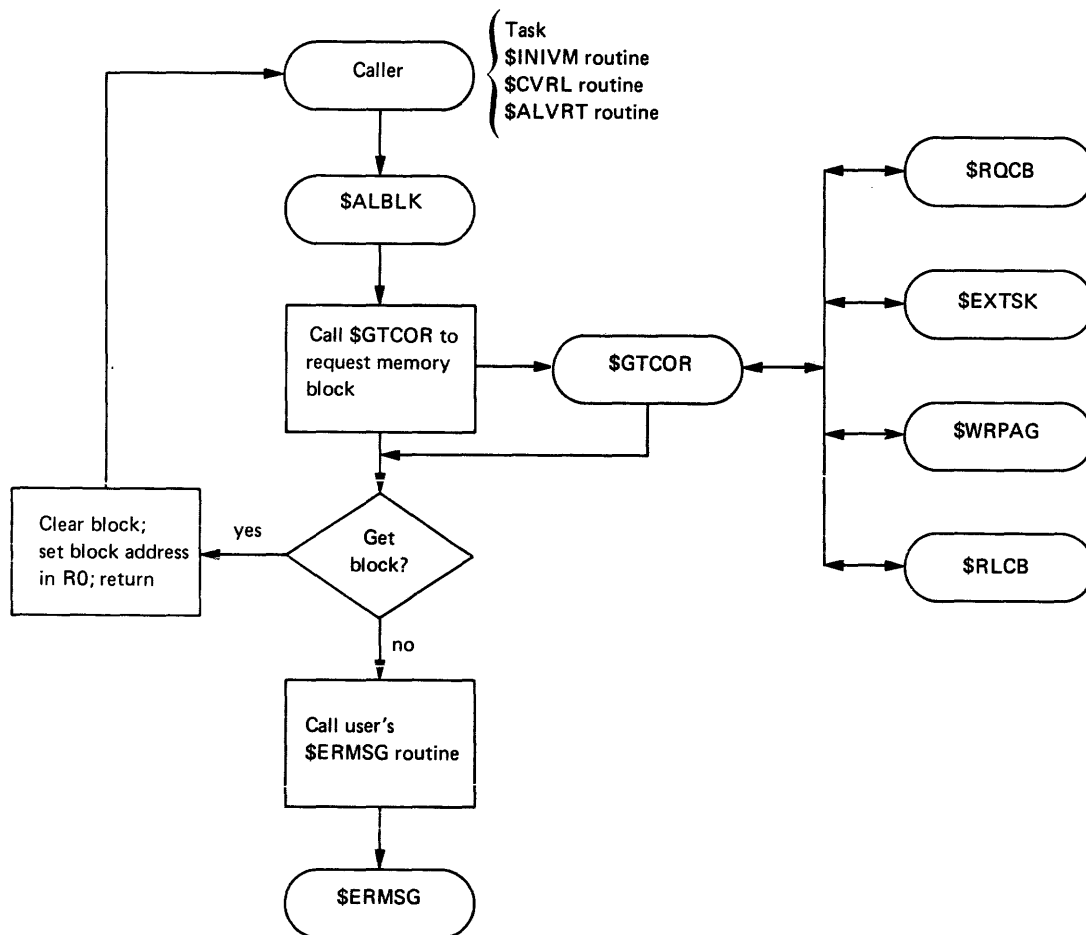 Caller
Task
$INIVM routine
$CVRL routine
$ALVRT routine
$ALBLK
Call $GTCOR to
request memory
block
$GTCOR
$RQCB
$EXTSK
$WRPAG
$RLCB
Get
block?
yes
Clear block;
set block address
in R0; return
no
Call user's
$ERMSG routine
$ERMSG